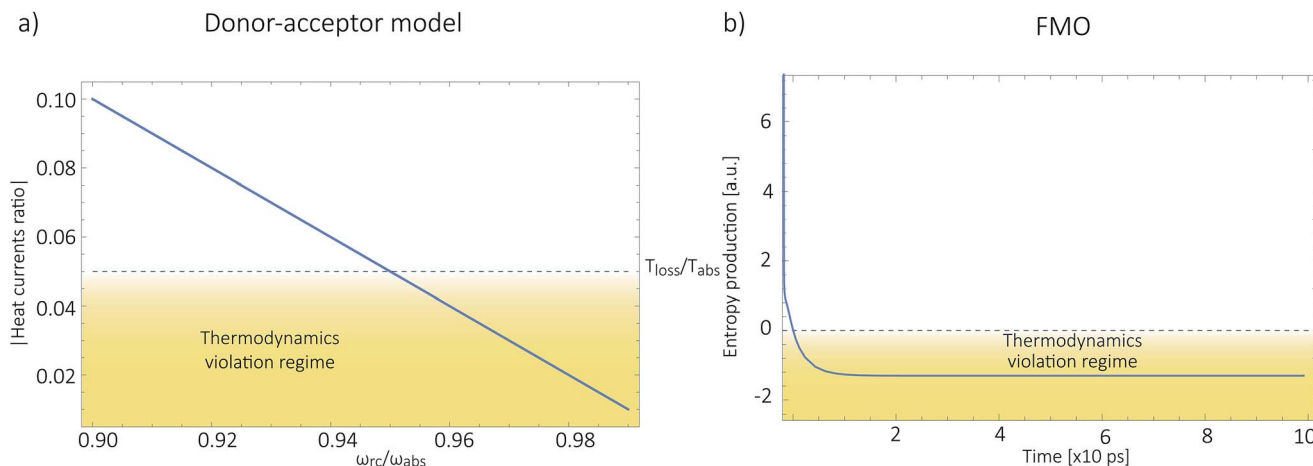 a)
Donor-acceptor model
|Heat currents ratio|
0.10
0.08
0.06
0.04
0.02
Thermodynamics
violation regime
T_loss/T_abs
0.90
0.92
0.94
0.96
0.98
ω_rc/ω_abs
b)
FMO
Entropy production [a.u.]
6
4
2
0
-2
Thermodynamics
violation regime
2
4
6
8
10
Time [x10 ps]